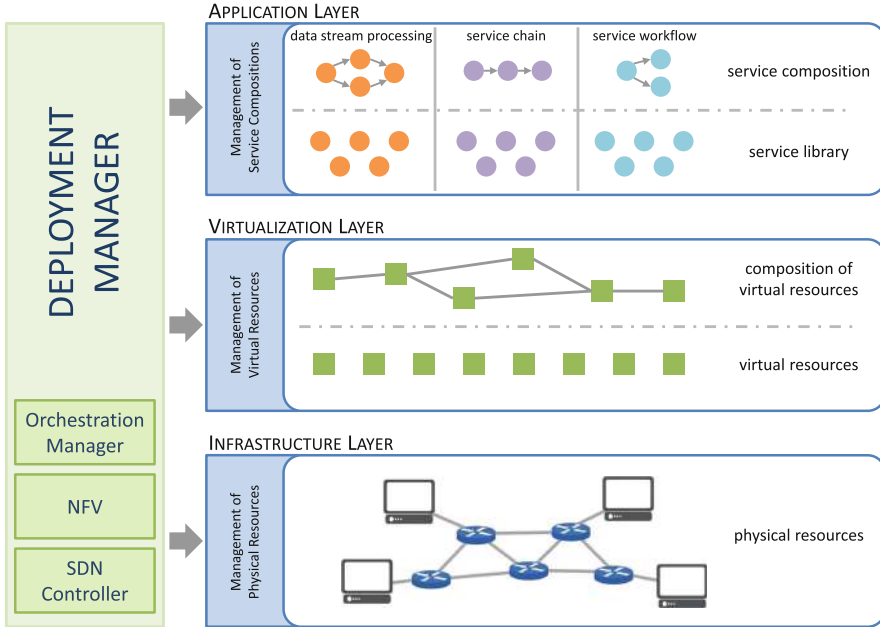 DEPLOYMENT
MANAGER
Orchestration
Manager
NFV
SDN
Controller
APPLICATION LAYER
Management of
Service Compositions
data stream processing
service chain
service workflow
service composition
service library
VIRTUALIZATION LAYER
Management of
Virtual Resources
composition of
virtual resources
virtual resources
INFRASTRUCTURE LAYER
Management of
Physical Resources
physical resources